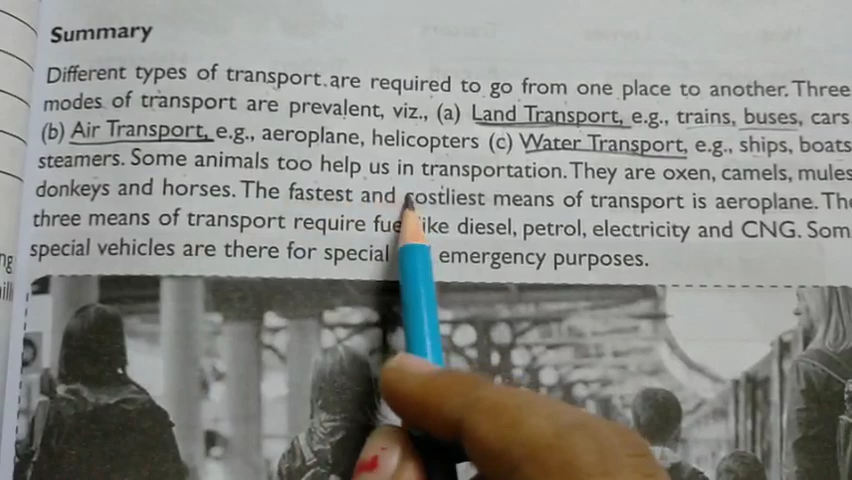 Summary
Different types of transport are required to go from one place to another. Three
modes of transport are prevalent, viz., (a) Land Transport, e.g., trains, buses, cars
(b) Air Transport, e.g., aeroplane, helicopters (c) Water Transport, e.g., ships, boats
steamers. Some animals too help us in transportation. They are oxen, camels, mules
donkeys and horses. The fastest and costliest means of transport is aeroplane. The
three means of transport require fue like diesel, petrol, electricity and CNG. Som
special vehicles are there for special emergency purposes.